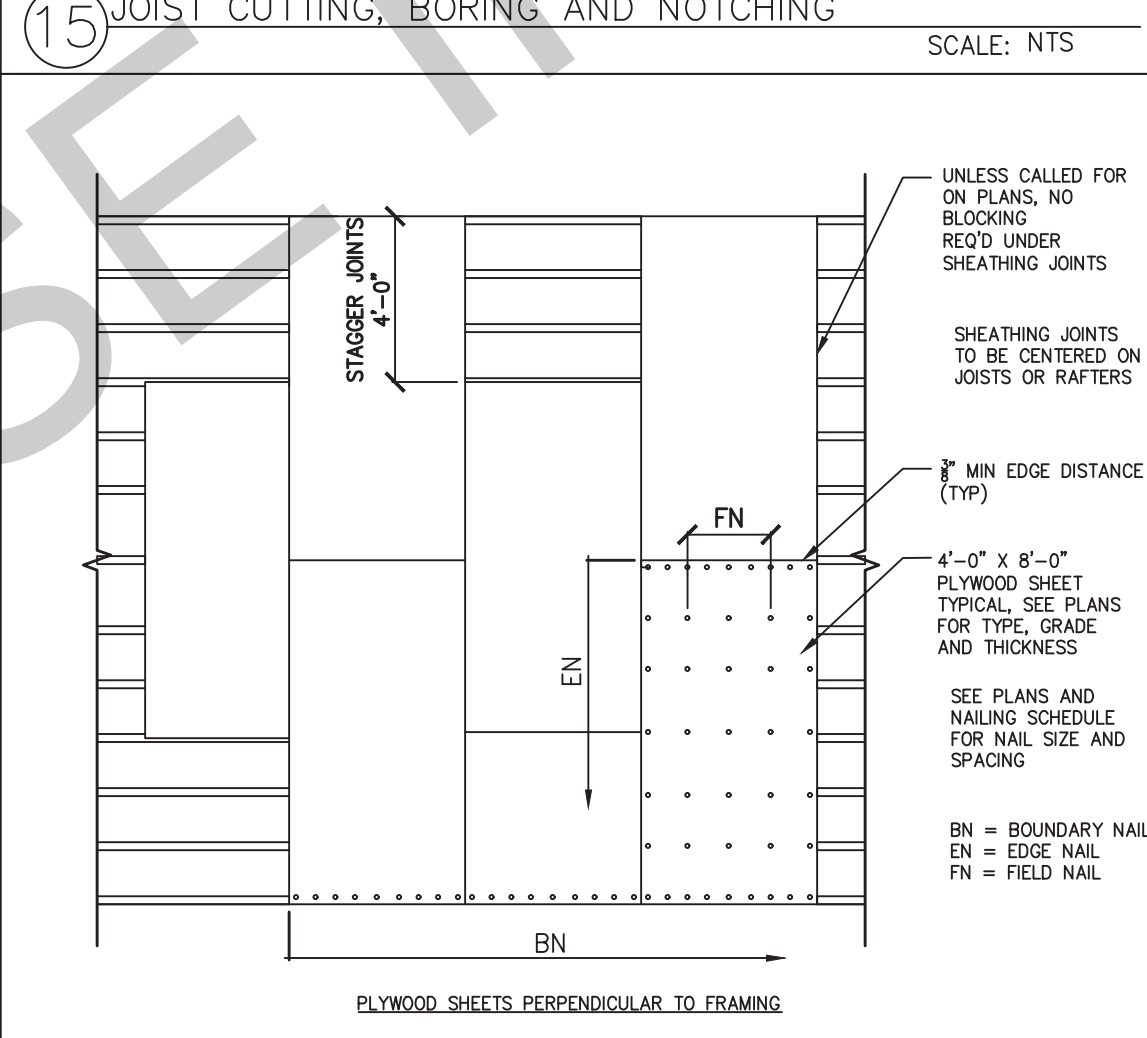 15
JOIST CUTTING, BORING AND NOTCHING
SCALE: NTS
UNLESS CALLED FOR
ON PLANS, NO
BLOCKING
REQ'D UNDER
SHEATHING JOINTS
STAGGER JOINTS
4'-0"
SHEATHING JOINTS
TO BE CENTERED ON
JOISTS OR RAFTERS
3/8" MIN EDGE DISTANCE
(TYP)
FN
4'-0" X 8'-0"
PLYWOOD SHEET
TYPICAL, SEE PLANS
FOR TYPE, GRADE
AND THICKNESS
EN
SEE PLANS AND
NAILING SCHEDULE
FOR NAIL SIZE AND
SPACING
BN = BOUNDARY NAIL
EN = EDGE NAIL
FN = FIELD NAIL
BN
PLYWOOD SHEETS PERPENDICULAR TO FRAMING